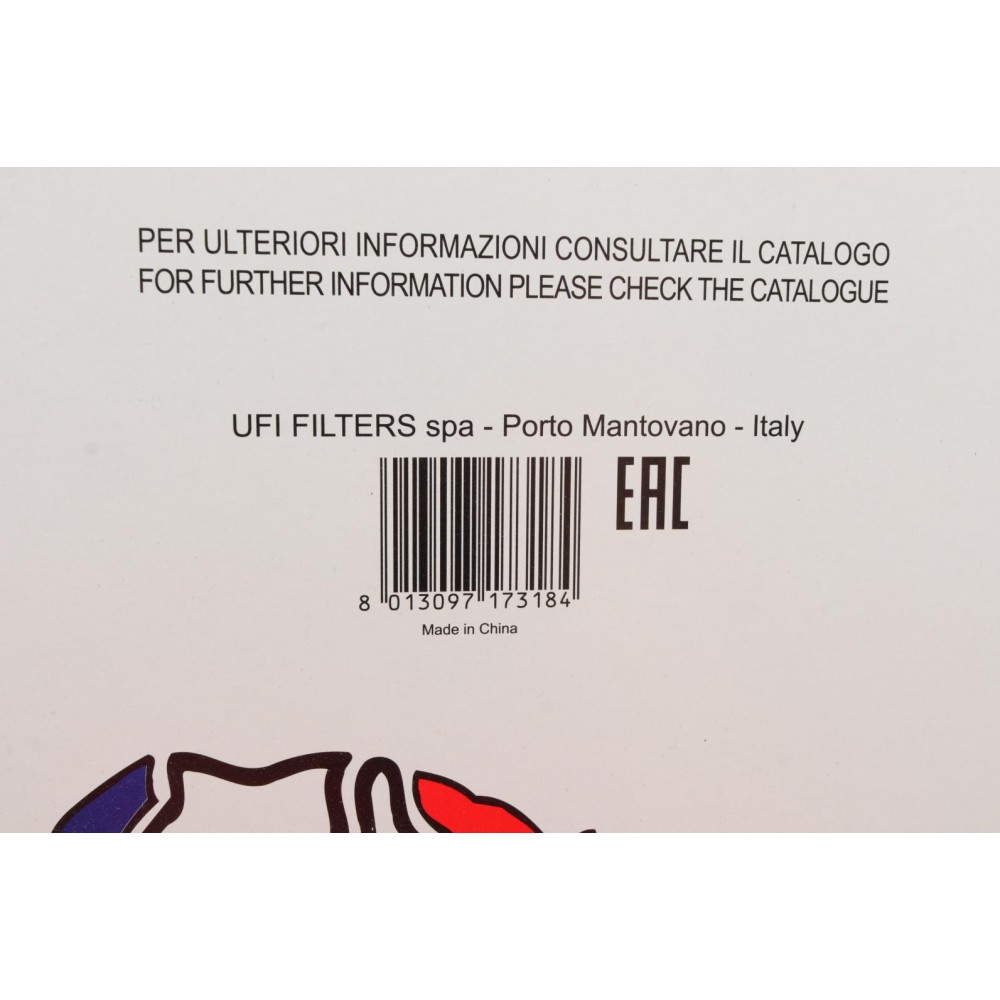 PER ULTERIORI INFORMAZIONI CONSULTARE IL CATALOGO
FOR FURTHER INFORMATION PLEASE CHECK THE CATALOGUE
UFI FILTERS spa - Porto Mantovano - Italy
EAC
8 013097 173184
Made in China